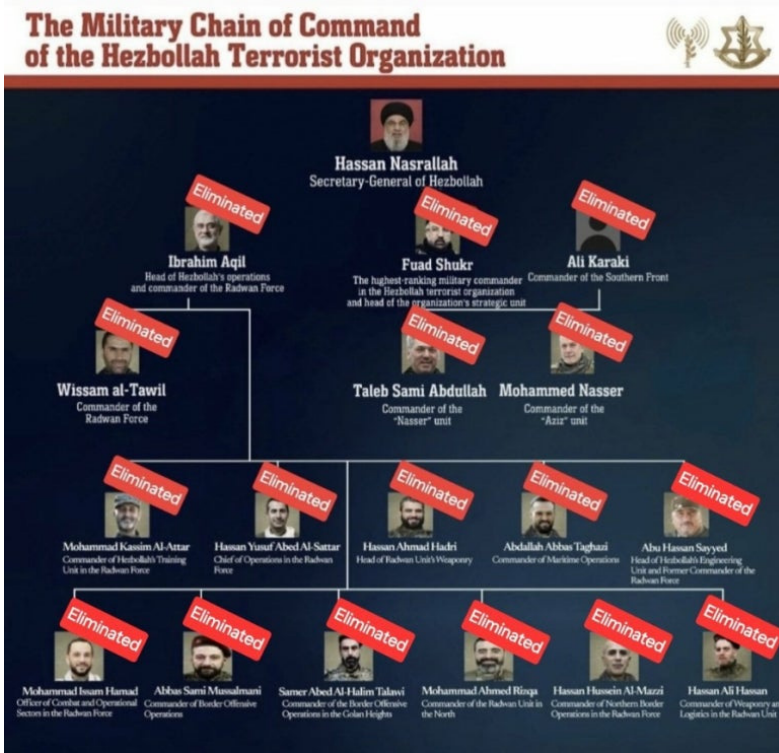 The Military Chain of Command
of the Hezbollah Terrorist Organization
Hassan Nasrallah
Secretary-General of Hezbollah
Eliminated
Eliminated
Eliminated
Ibrahim Aqil
Head of Hezbollah's operations
and commander of the Radwan Force
Fuad Shukr
The highest-ranking military commander
in the Hezbollah terrorist organization
and head of the organization's strategic unit
Ali Karaki
Commander of the Southern Front
Eliminated
Eliminated
Eliminated
Wissam al-Tawil
Commander of the
Radwan Force
Taleb Sami Abdullah
Commander of the
"Nasser" unit
Mohammed Nasser
Commander of the
"Aziz" unit
Eliminated
Eliminated
Eliminated
Eliminated
Eliminated
Mohammad Kassim Al-Attar
Commander of Hezbollah's Training
Unit in the Radwan Force
Hassan Yusuf Abed Al-Sattar
Chief of Operations in the Radwan
Force
Hassan Ahmad Hadri
Head of Radwan Unit's Weaponry
Abdallah Abbas Taghazi
Commander of Maritime Operations
Abu Hassan Sayyed
Head of Hezbollah's Engineering
Unit and Former Commander of the
Radwan Force
Eliminated
Eliminated
Eliminated
Eliminated
Eliminated
Eliminated
Mohammad Issam Hamad
Officer of Combat and Operational
Sectors in the Radwan Force
Abbas Sami Mussalmani
Commander of Border Offensive
Operations
Samer Abed Al-Halim Talawi
Commander of the Border Offensive
Operations in the Golan Heights
Mohammad Ahmed Rizqa
Commander of the Radwan Unit in
the North
Hassan Hussein Al-Mazzi
Commander of Northern Border
Operations in the Radwan Force
Hassan Ali Hassan
Commander of Weaponry an
Logistics in the Radwan Unit